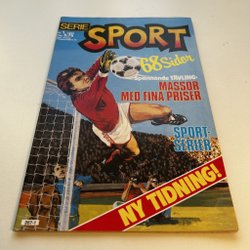 SERIE
SPORT
68 Sidor
Spännande TÄVLING-
MASSOR
MED FINA PRISER
SPORT-
SERIER
NY TIDNING!